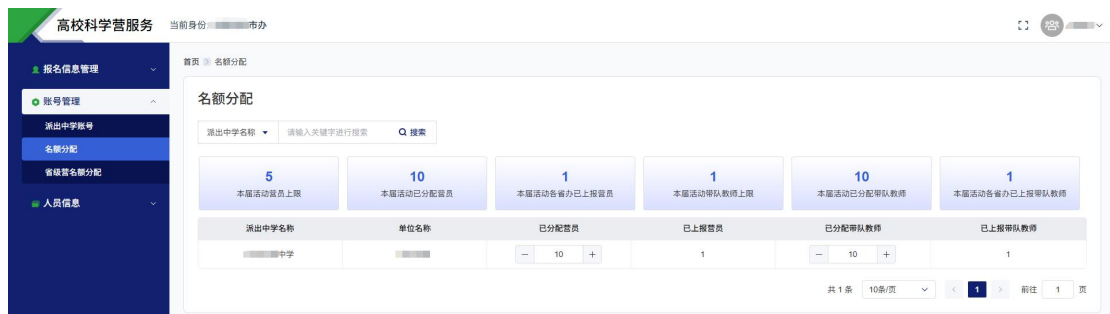 高校科学营服务 当前身份: 市办
首页 名额分配
报名信息管理
账号管理
派出中学账号
名额分配
省级营名额分配
人员信息
名额分配
派出中学名称 请输入关键字进行搜索 搜索
5 10 1 1 10 1
本届活动营员上限 本届活动已分配营员 本届活动各省办已上报营员 本届活动带队教师上限 本届活动已分配带队教师 本届活动各省办已上报带队教师
派出中学名称 单位名称 已分配营员 已上报营员 已分配带队教师 已上报带队教师
中学 − 10 + 1 − 10 + 1
共 1 条 10条/页 < 1 > 前往 1 页